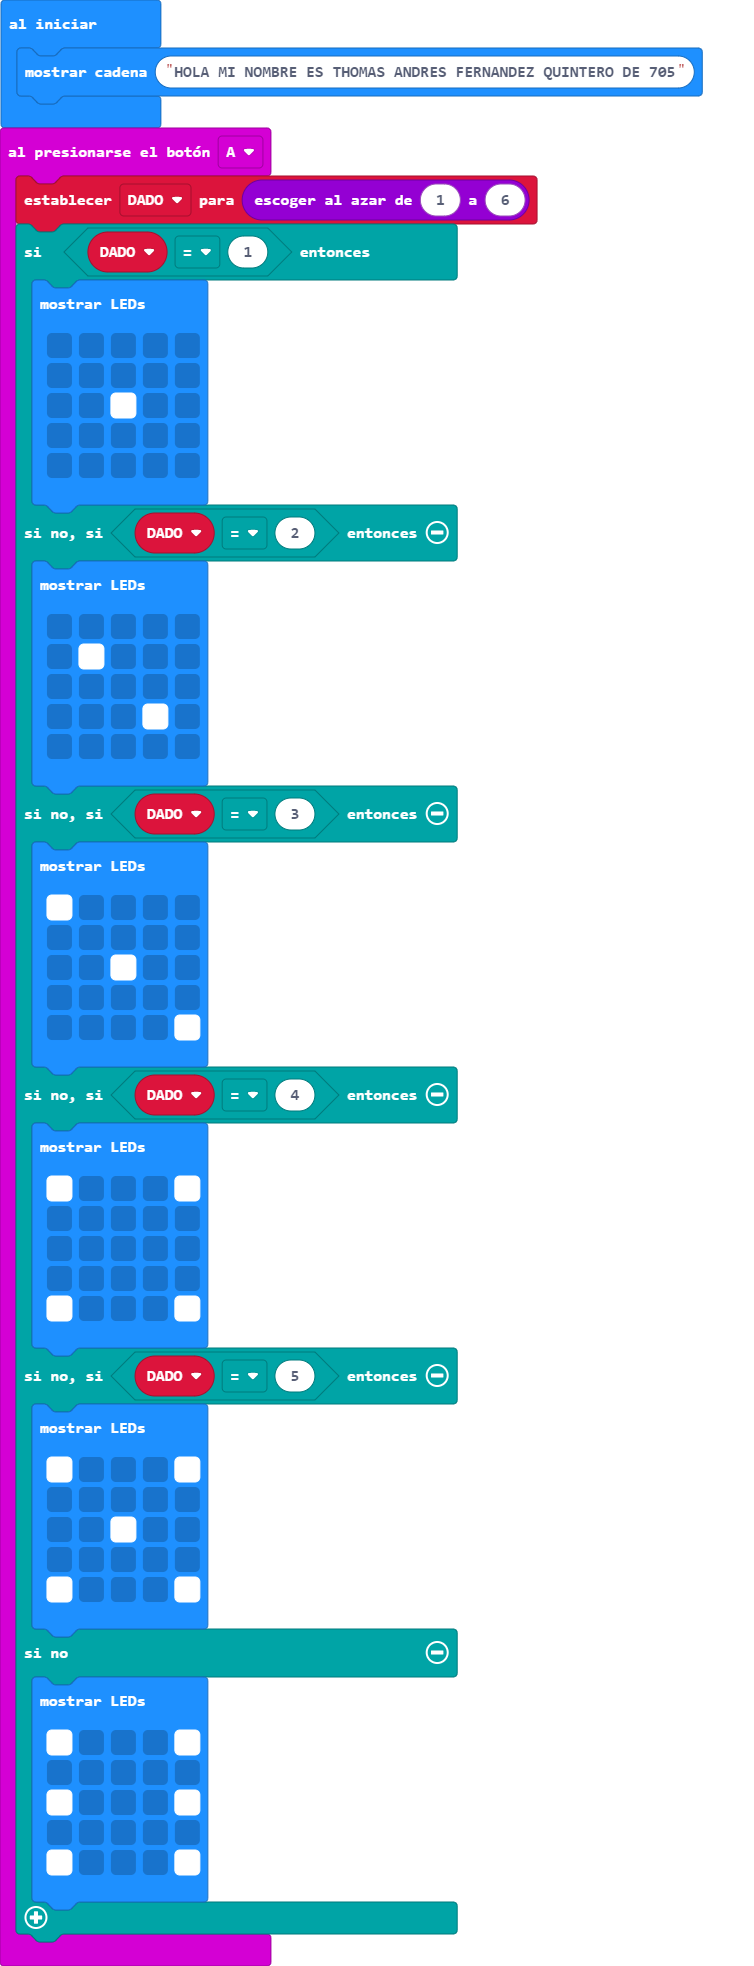 al iniciar
mostrar cadena "HOLA MI NOMBRE ES THOMAS ANDRES FERNANDEZ QUINTERO DE 705"
al presionarse el botón A
establecer DADO para escoger al azar de 1 a 6
si DADO = 1 entonces
mostrar LEDs
si no, si DADO = 2 entonces
mostrar LEDs
si no, si DADO = 3 entonces
mostrar LEDs
si no, si DADO = 4 entonces
mostrar LEDs
si no, si DADO = 5 entonces
mostrar LEDs
si no
mostrar LEDs